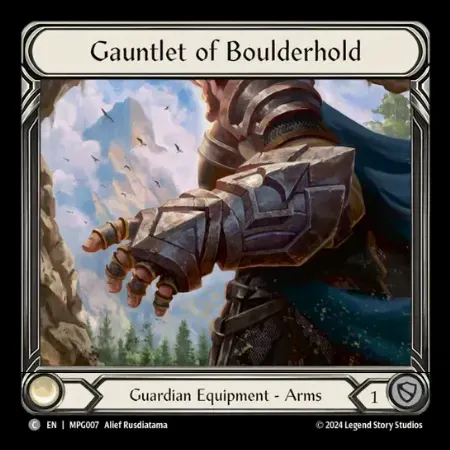 Gauntlet of Boulderhold
Guardian Equipment - Arms
1
C EN | MPG007 Alief Rusdiatama
© 2024 Legend Story Studios